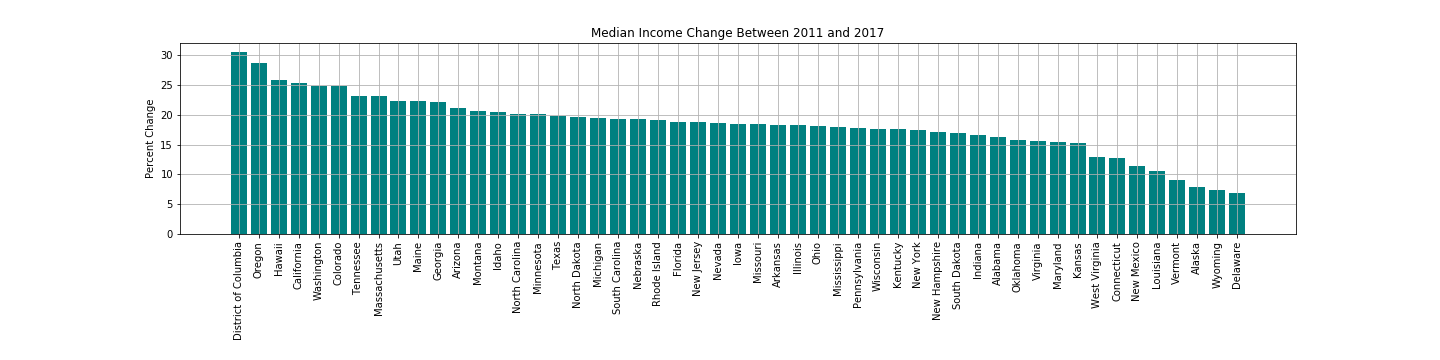 Median Income Change Between 2011 and 2017
Percent Change
30
25
20
15
10
5
0
District of Columbia
Oregon
Hawaii
California
Washington
Colorado
Tennessee
Massachusetts
Utah
Maine
Georgia
Arizona
Montana
Idaho
North Carolina
Minnesota
Texas
North Dakota
Michigan
South Carolina
Nebraska
Rhode Island
Florida
New Jersey
Nevada
Iowa
Missouri
Arkansas
Illinois
Ohio
Mississippi
Pennsylvania
Wisconsin
Kentucky
New York
New Hampshire
South Dakota
Indiana
Alabama
Oklahoma
Virginia
Maryland
Kansas
West Virginia
Connecticut
New Mexico
Louisiana
Vermont
Alaska
Wyoming
Delaware